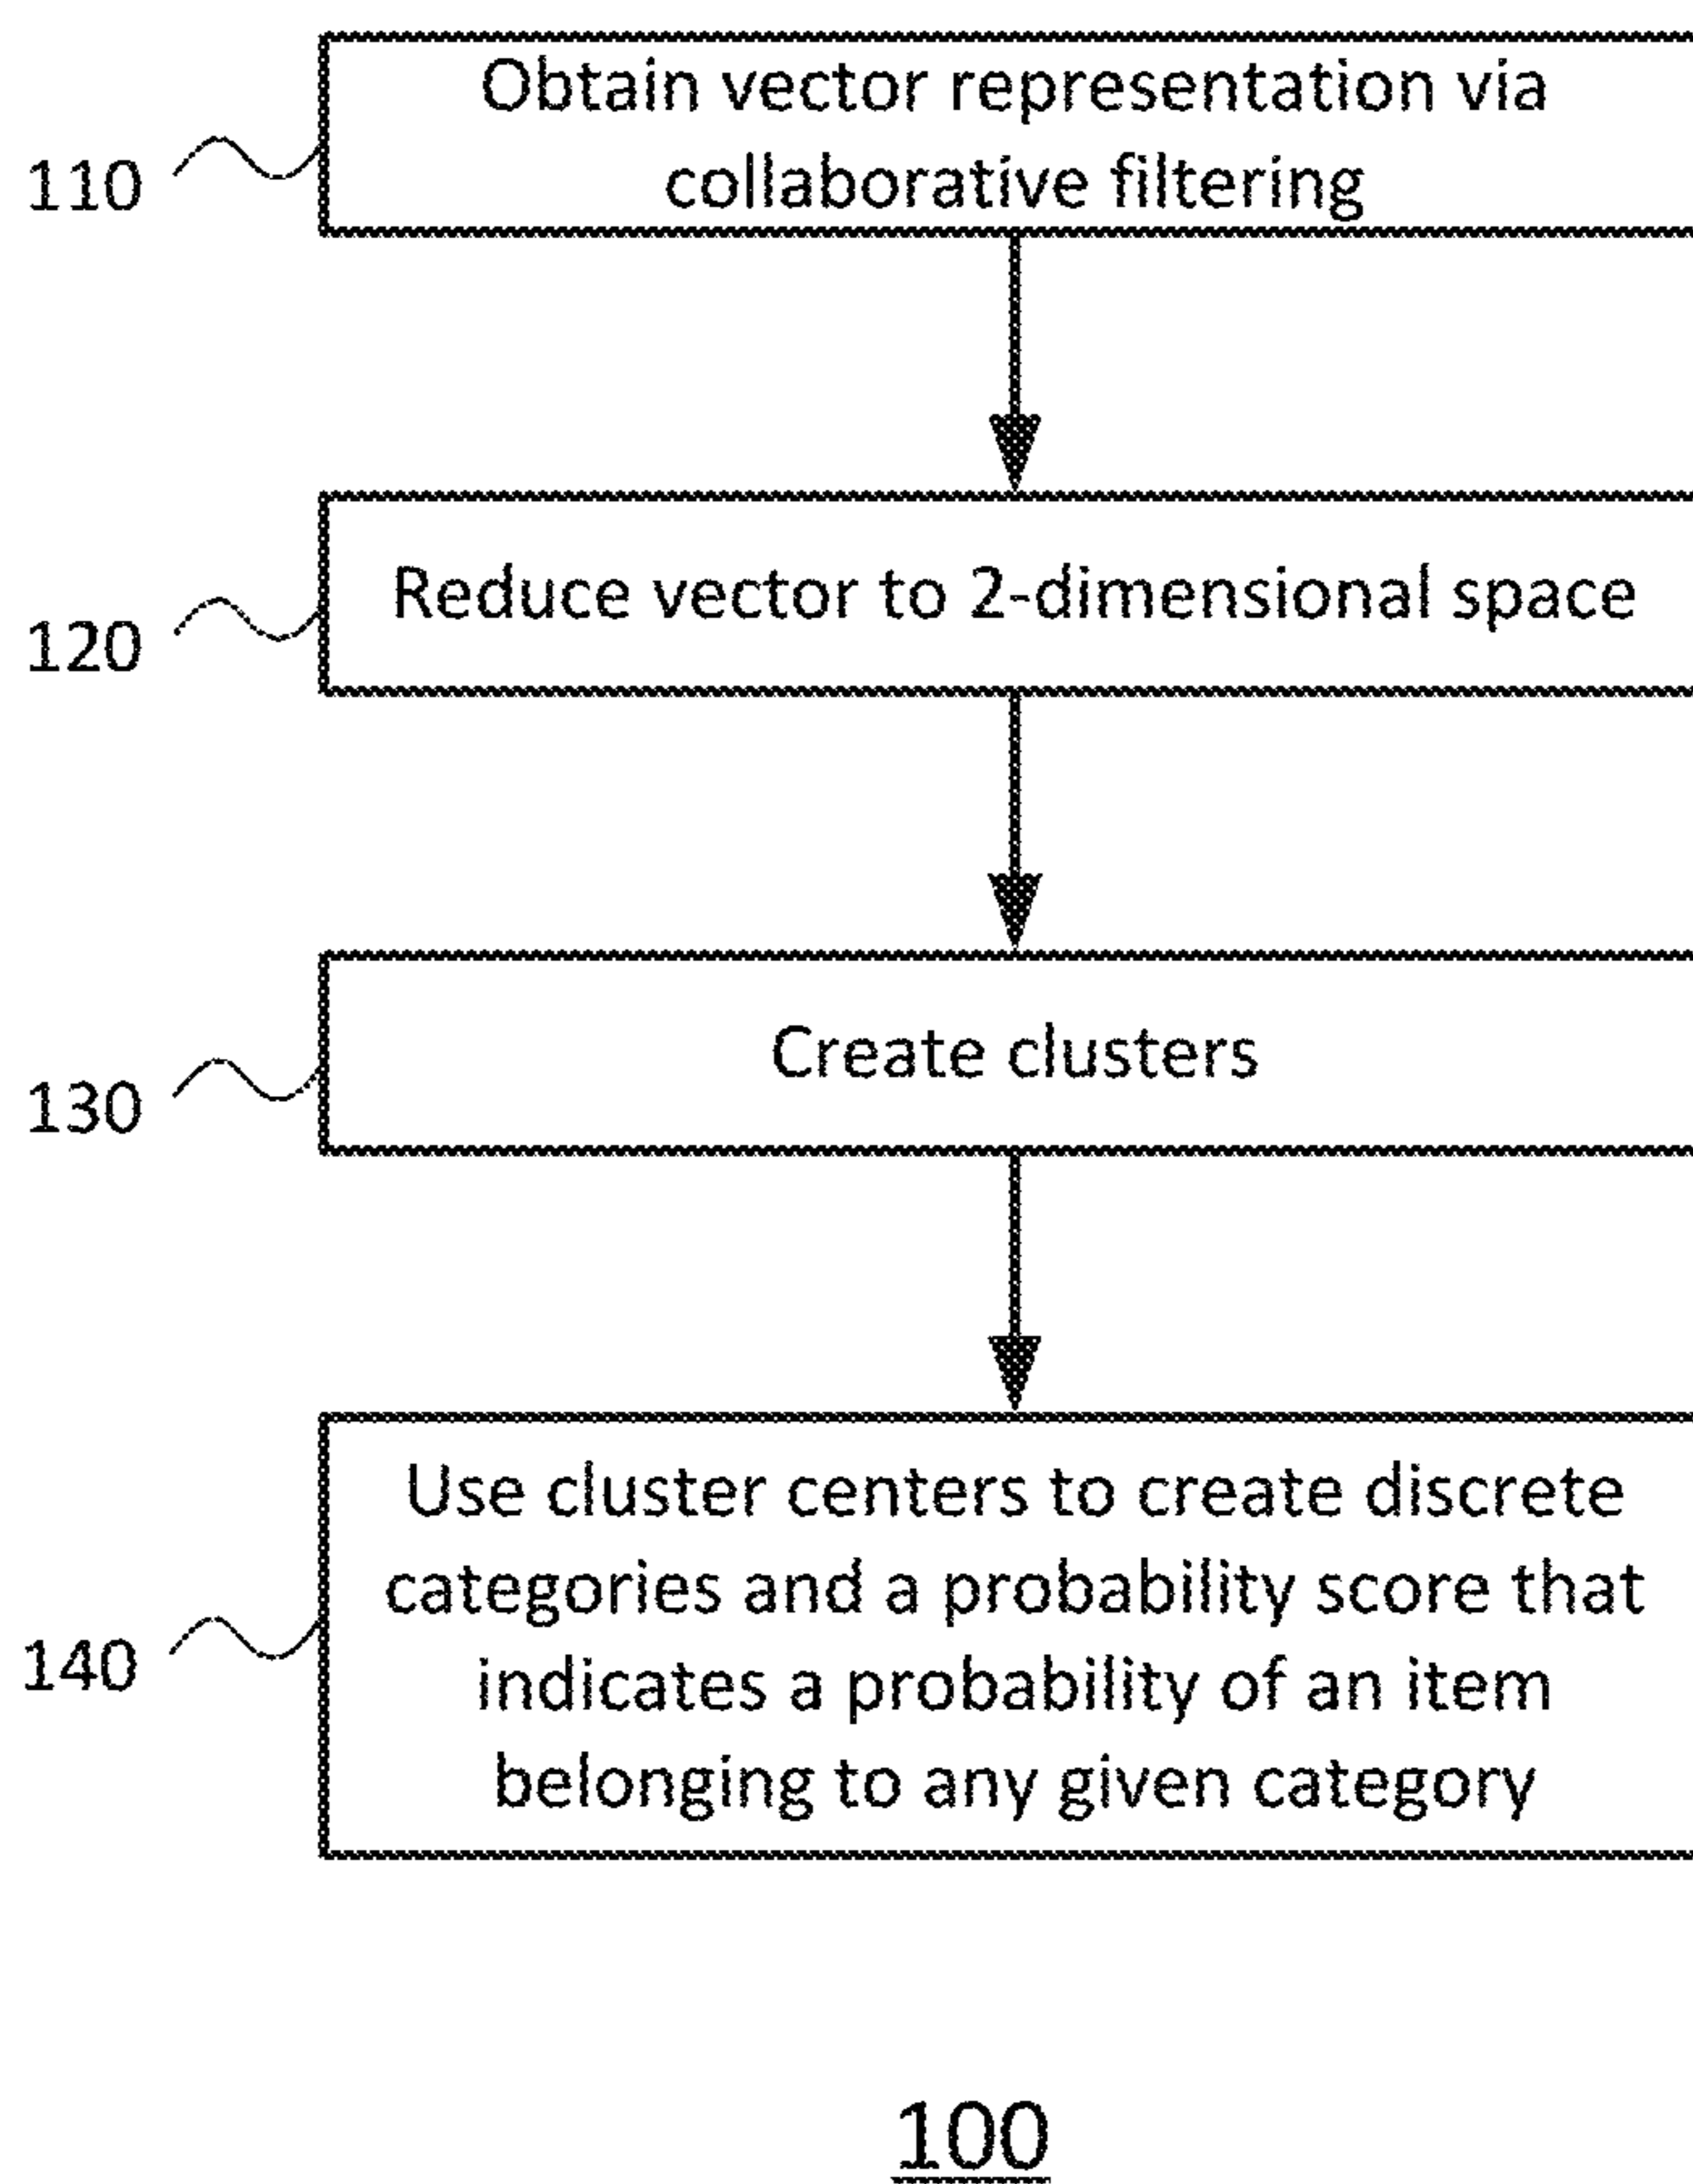 Obtain vector representation via
collaborative filtering
110
Reduce vector to 2-dimensional space
120
Create clusters
130
Use cluster centers to create discrete
categories and a probability score that
indicates a probability of an item
belonging to any given category
140
100